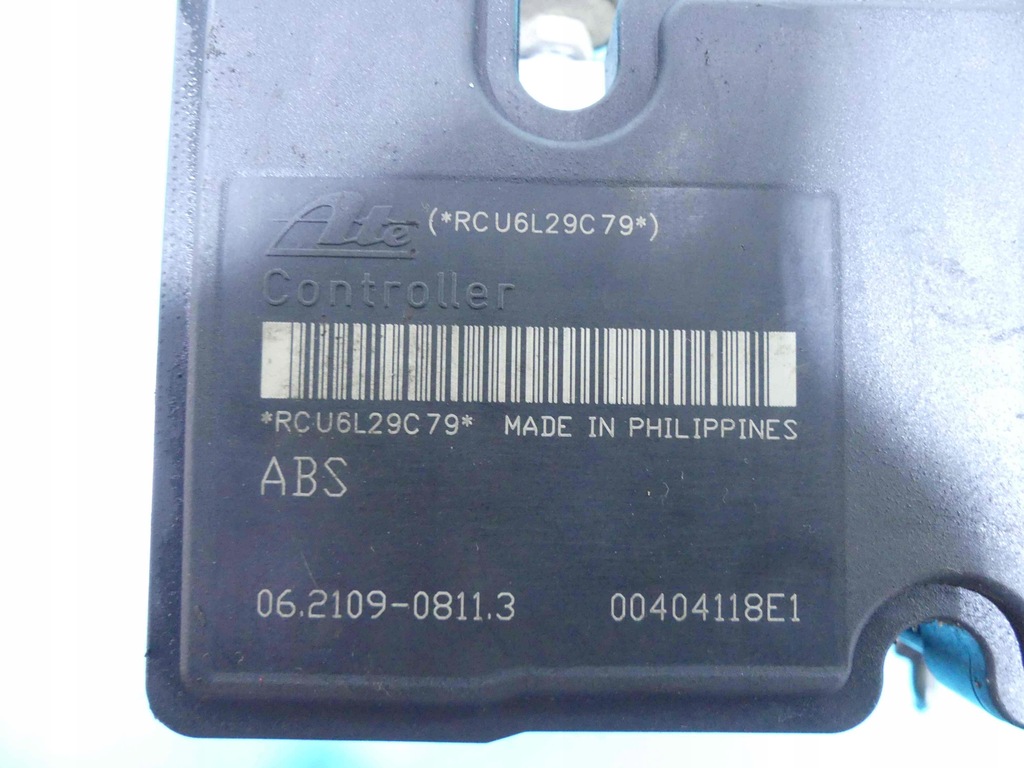 Ate (*RCU6L29C79*)
Controller
*RCU6L29C79* MADE IN PHILIPPINES
ABS
06.2109-0811.3 00404118E1